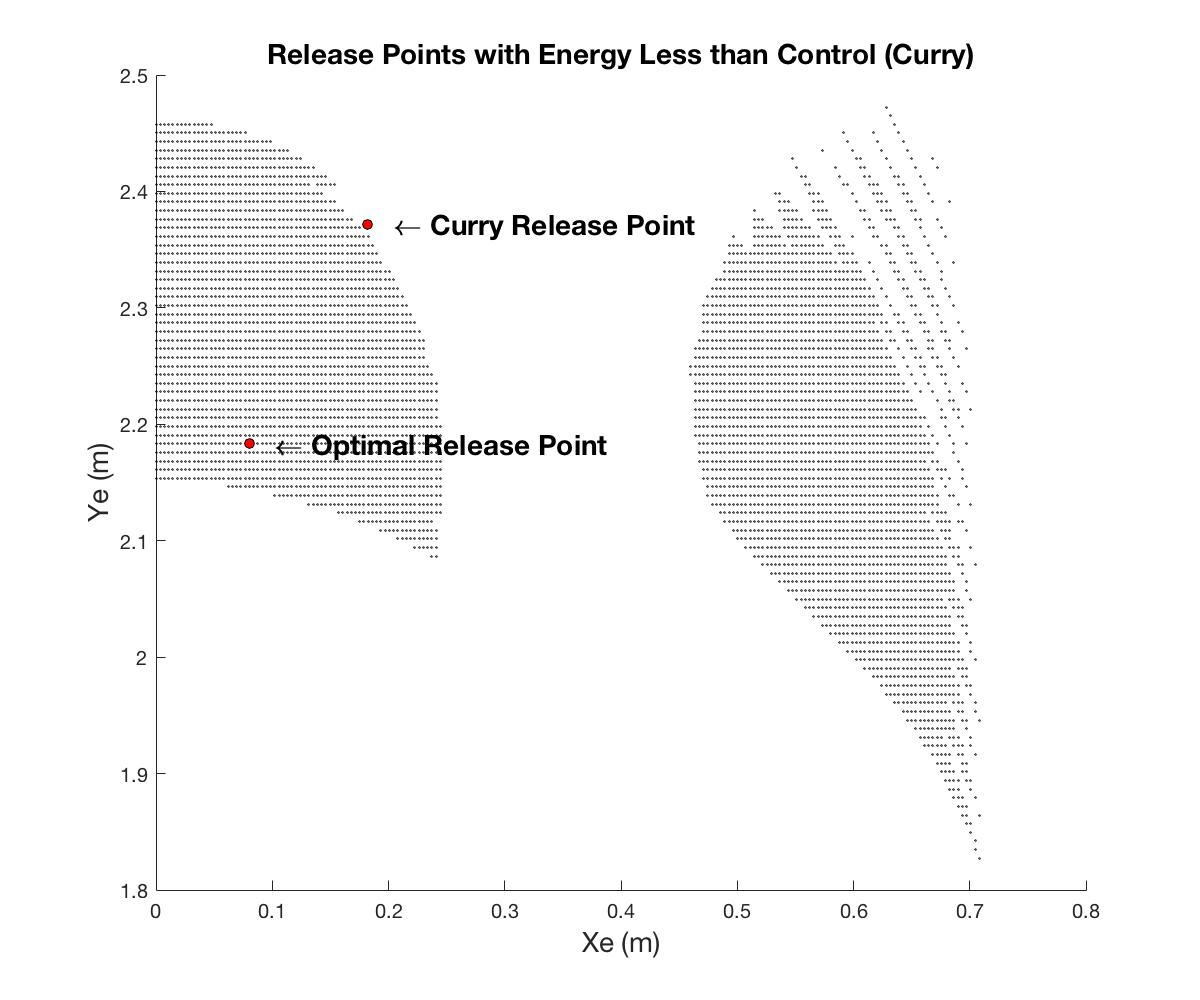 Release Points with Energy Less than Control (Curry)
2.5
2.4
← Curry Release Point
2.3
2.2
← Optimal Release Point
Ye (m)
2.1
2
1.9
1.8
0 0.1 0.2 0.3 0.4 0.5 0.6 0.7 0.8
Xe (m)